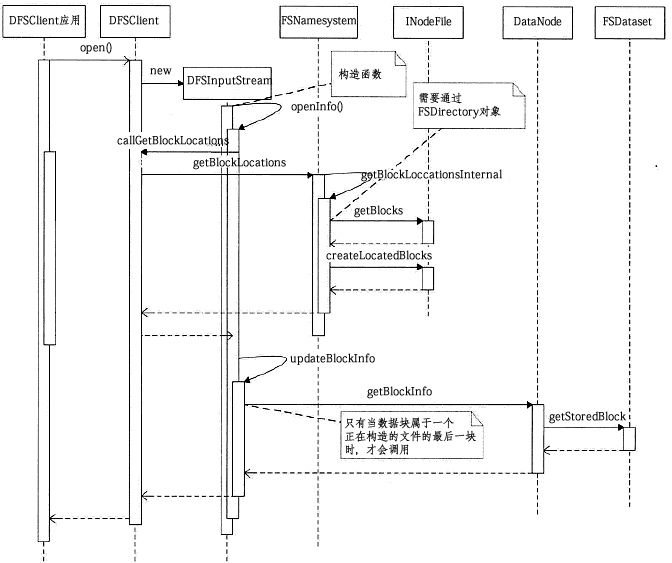 DFSClient应用
DFSClient
FSNamesystem
INodeFile
DataNode
FSDataset
open()
new
DFSInputStream
构造函数
openInfo()
需要通过
FSDirectory对象
callGetBlockLocations
getBlockLocations
getBlockLoccationsInternal
getBlocks
createLocatedBlocks
updateBlockInfo
getBlockInfo
只有当数据块属于一个
正在构造的文件的最后一块
时，才会调用
getStoredBlock